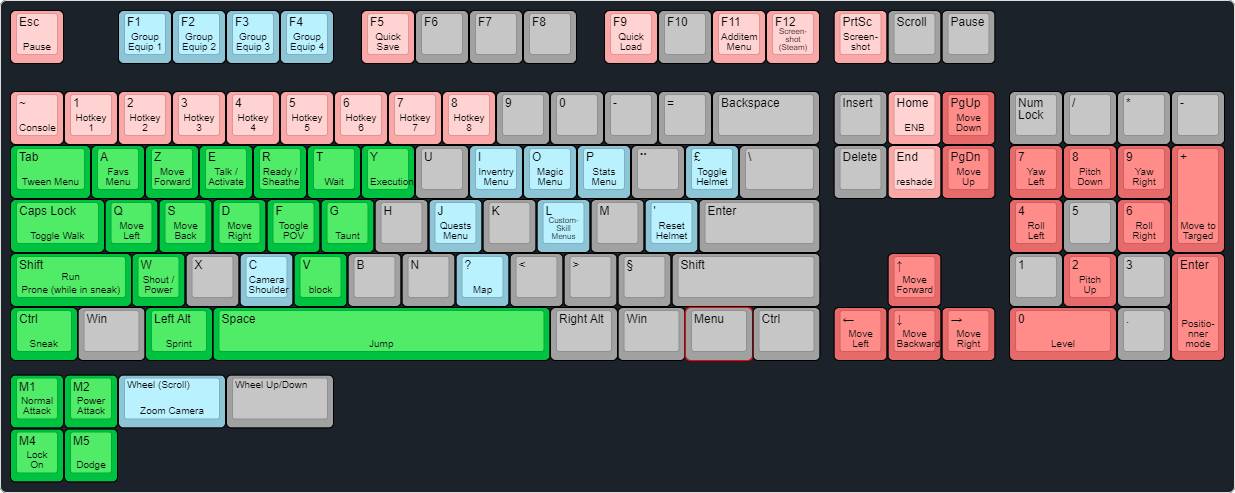 Esc
Pause
F1
Group
Equip 1
F2
Group
Equip 2
F3
Group
Equip 3
F4
Group
Equip 4
F5
Quick
Save
F6
F7
F8
F9
Quick
Load
F10
F11
Additem
Menu
F12
Screen-
shot
(Steam)
PrtSc
Screen-
shot
Scroll
Pause
~
Console
1
Hotkey
1
2
Hotkey
2
3
Hotkey
3
4
Hotkey
4
5
Hotkey
5
6
Hotkey
6
7
Hotkey
7
8
Hotkey
8
9
0
-
=
Backspace
Insert
Home
ENB
PgUp
Move
Down
Num
Lock
/
*
-
Tab
Tween Menu
A
Favs
Menu
Z
Move
Forward
E
Talk /
Activate
R
Ready /
Sheathe
T
Wait
Y
Execution
U
I
Inventry
Menu
O
Magic
Menu
P
Stats
Menu
¨
£
Toggle
Helmet
\
Delete
End
reshade
PgDn
Move
Up
7
Yaw
Left
8
Pitch
Down
9
Yaw
Right
+
Move to
Targed
Caps Lock
Toggle Walk
Q
Move
Left
S
Move
Back
D
Move
Right
F
Toogle
POV
G
Taunt
H
J
Quests
Menu
K
L
Custom-
Skill
Menus
M
'
Reset
Helmet
Enter
4
Roll
Left
5
6
Roll
Right
Shift
Run
Prone (while in sneak)
W
Shout /
Power
X
C
Camera
Shoulder
V
block
B
N
?
Map
<
>
§
Shift
↑
Move
Forward
1
2
Pitch
Up
3
Enter
Positio-
nner
mode
Ctrl
Sneak
Win
Left Alt
Sprint
Space
Jump
Right Alt
Win
Menu
Ctrl
←
Move
Left
↓
Move
Backward
→
Move
Right
0
Level
.
M1
Normal
Attack
M2
Power
Attack
Wheel (Scroll)
Zoom Camera
Wheel Up/Down
M4
Lock
On
M5
Dodge